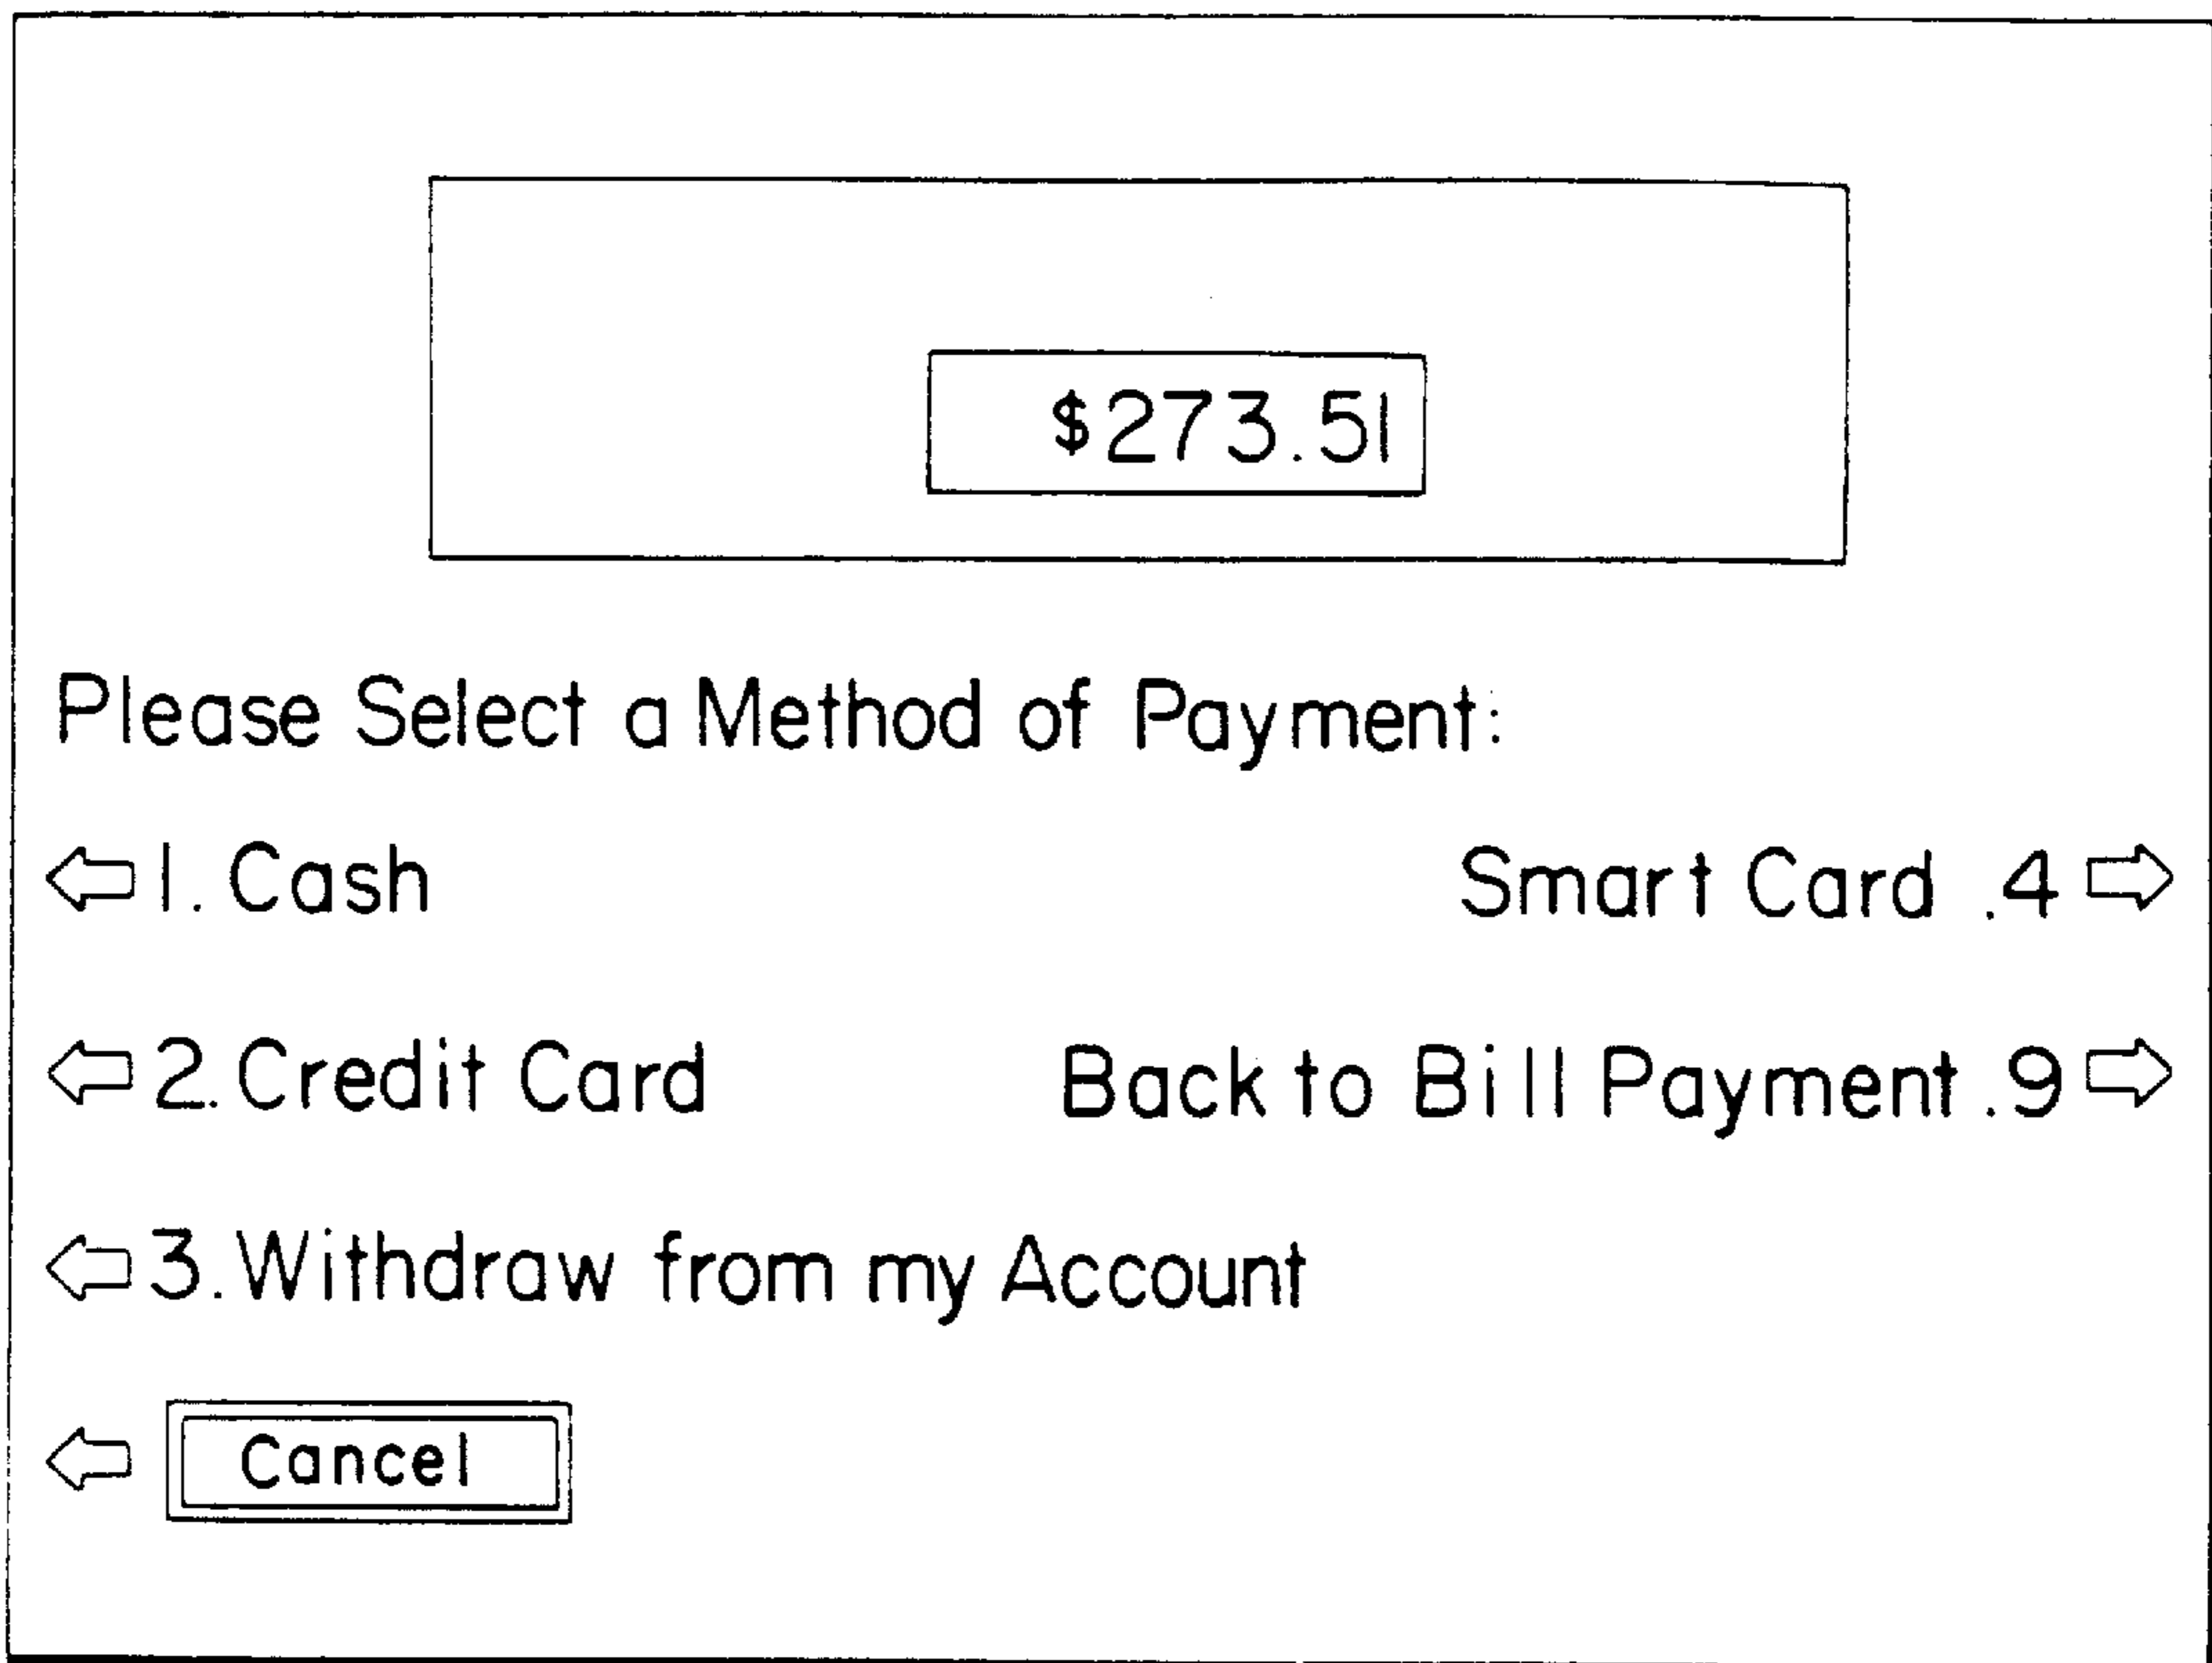 $273.51
Please Select a Method of Payment:
1. Cash
Smart Card .4
2. Credit Card
Back to Bill Payment .9
3. Withdraw from my Account
Cancel